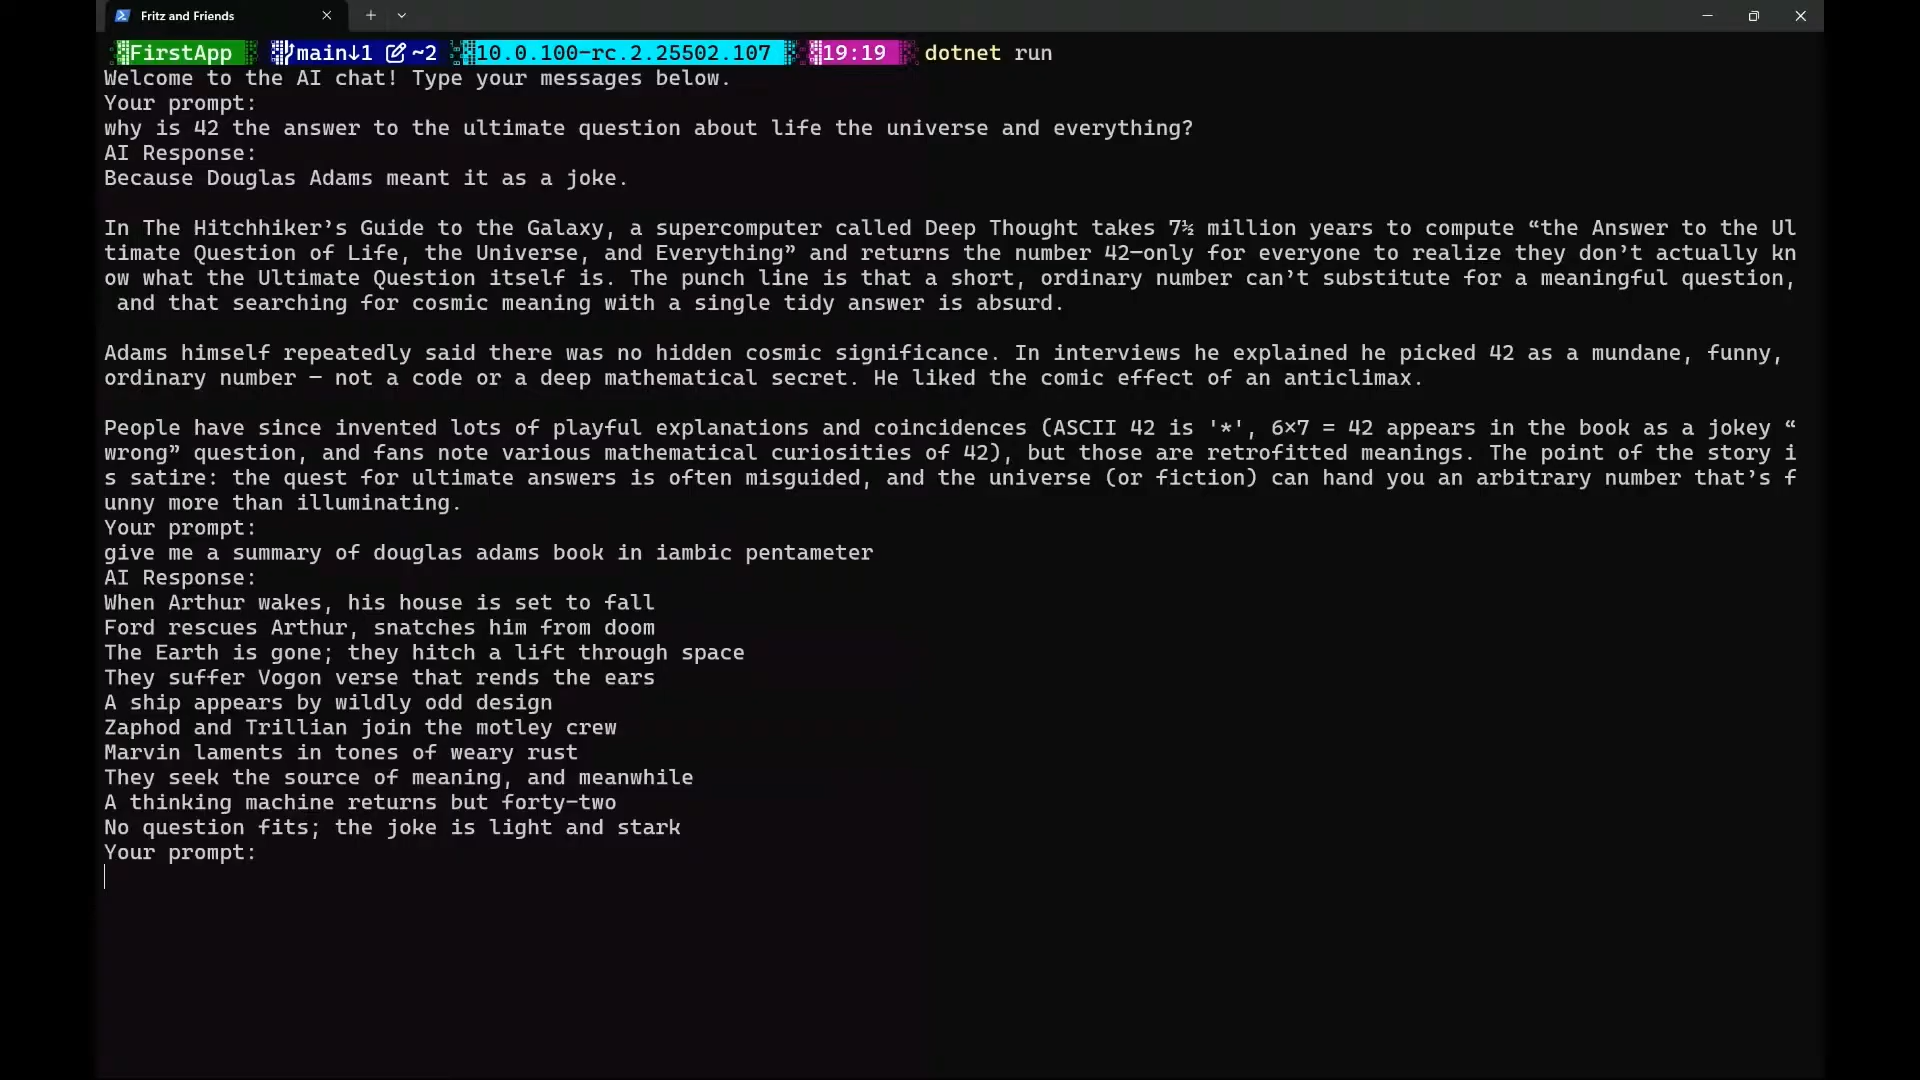 Fritz and Friends
FirstApp main↓1 ~2 10.0.100-rc.2.25502.107 19:19 dotnet run
Welcome to the AI chat! Type your messages below.
Your prompt:
why is 42 the answer to the ultimate question about life the universe and everything?
AI Response:
Because Douglas Adams meant it as a joke.
In The Hitchhiker’s Guide to the Galaxy, a supercomputer called Deep Thought takes 7½ million years to compute “the Answer to the Ul
timate Question of Life, the Universe, and Everything” and returns the number 42—only for everyone to realize they don’t actually kn
ow what the Ultimate Question itself is. The punch line is that a short, ordinary number can’t substitute for a meaningful question,
and that searching for cosmic meaning with a single tidy answer is absurd.
Adams himself repeatedly said there was no hidden cosmic significance. In interviews he explained he picked 42 as a mundane, funny,
ordinary number — not a code or a deep mathematical secret. He liked the comic effect of an anticlimax.
People have since invented lots of playful explanations and coincidences (ASCII 42 is '*', 6×7 = 42 appears in the book as a jokey “
wrong” question, and fans note various mathematical curiosities of 42), but those are retrofitted meanings. The point of the story i
s satire: the quest for ultimate answers is often misguided, and the universe (or fiction) can hand you an arbitrary number that’s f
unny more than illuminating.
Your prompt:
give me a summary of douglas adams book in iambic pentameter
AI Response:
When Arthur wakes, his house is set to fall
Ford rescues Arthur, snatches him from doom
The Earth is gone; they hitch a lift through space
They suffer Vogon verse that rends the ears
A ship appears by wildly odd design
Zaphod and Trillian join the motley crew
Marvin laments in tones of weary rust
They seek the source of meaning, and meanwhile
A thinking machine returns but forty-two
No question fits; the joke is light and stark
Your prompt: